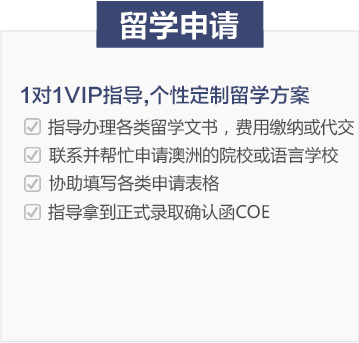 留学申请
1对1VIP指导,个性定制留学方案
指导办理各类留学文书，费用缴纳或代交
联系并帮忙申请澳洲的院校或语言学校
协助填写各类申请表格
指导拿到正式录取确认函COE